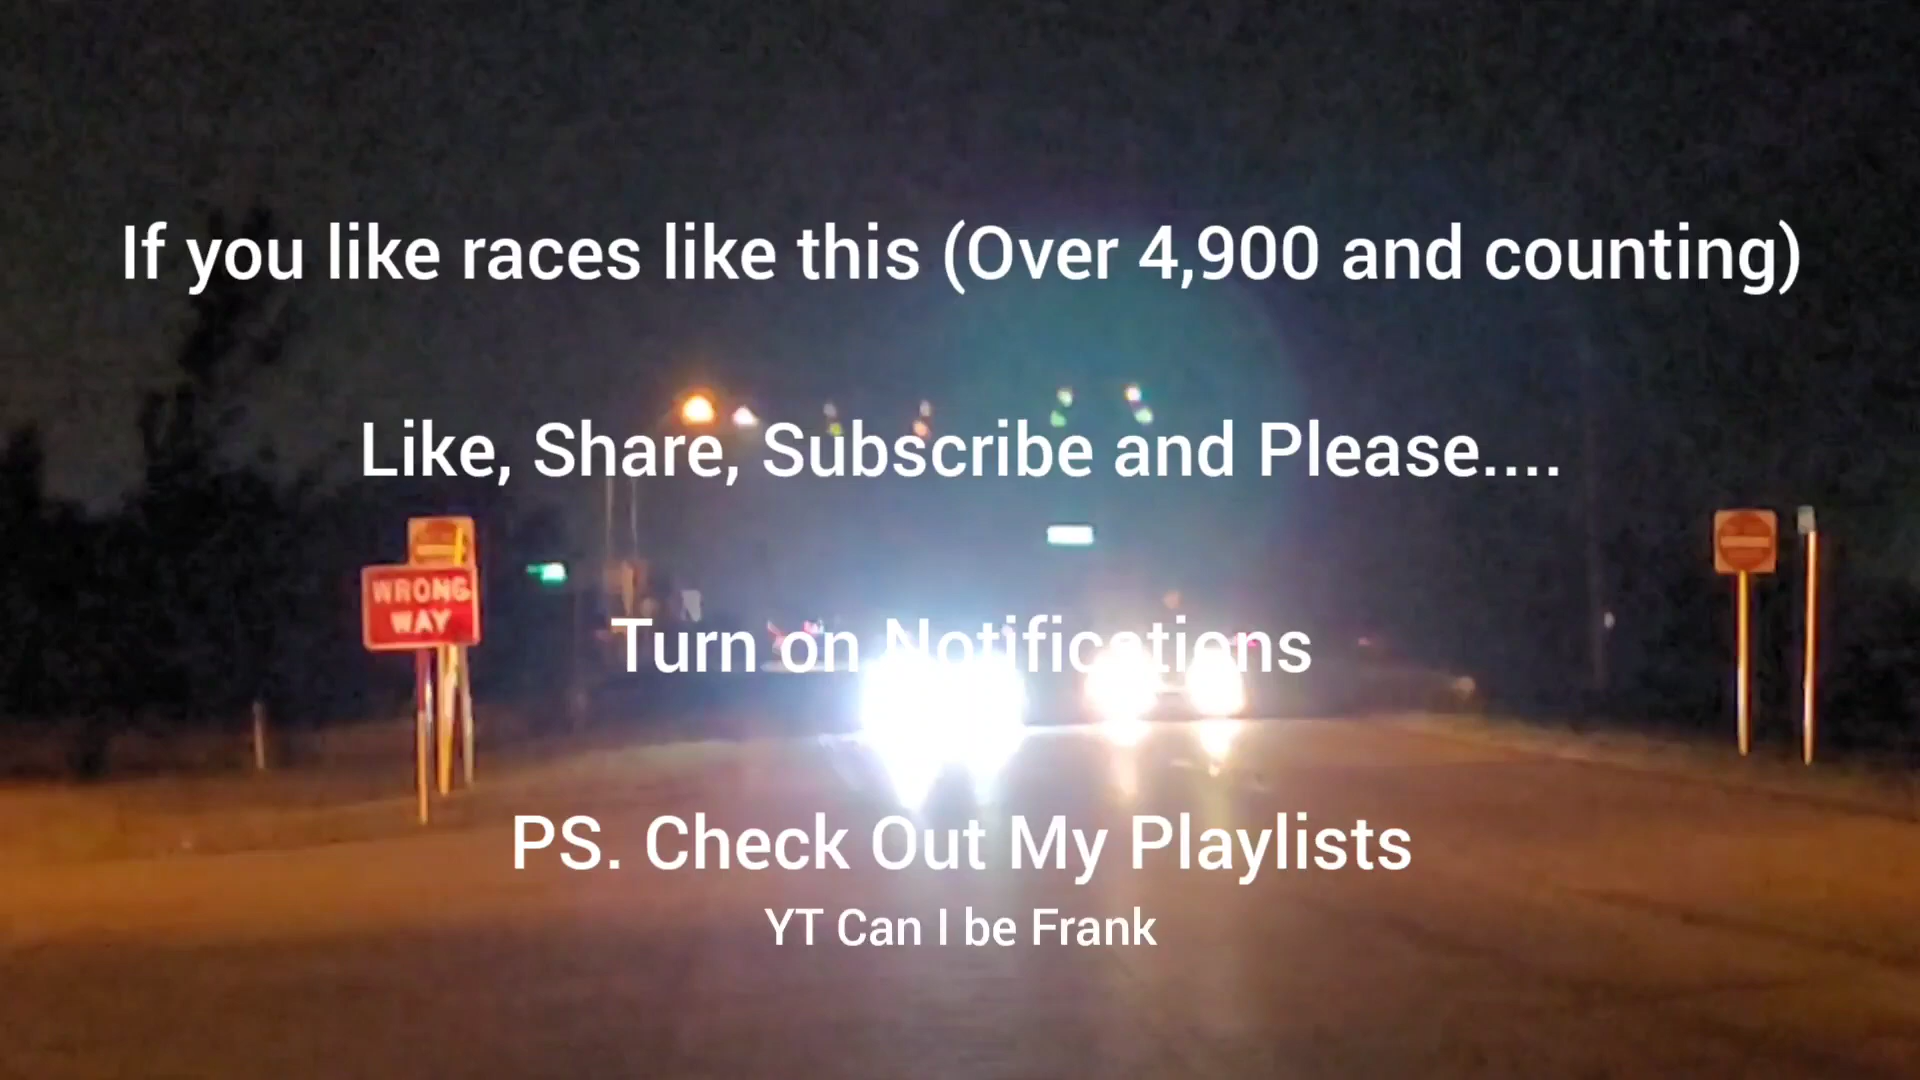 If you like races like this (Over 4,900 and counting)
Like, Share, Subscribe and Please....
WRONG
WAY
Turn on Notifications
PS. Check Out My Playlists
YT Can I be Frank